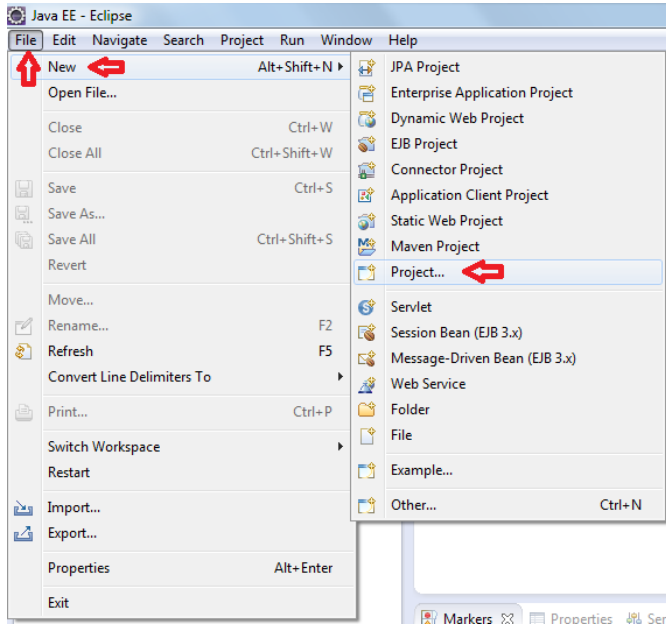 Java EE - Eclipse
File Edit Navigate Search Project Run Window Help
New Alt+Shift+N
Open File...
Close Ctrl+W
Close All Ctrl+Shift+W
Save Ctrl+S
Save As...
Save All Ctrl+Shift+S
Revert
Move...
Rename... F2
Refresh F5
Convert Line Delimiters To
Print... Ctrl+P
Switch Workspace
Restart
Import...
Export...
Properties Alt+Enter
Exit
JPA Project
Enterprise Application Project
Dynamic Web Project
EJB Project
Connector Project
Application Client Project
Static Web Project
Maven Project
Project...
Servlet
Session Bean (EJB 3.x)
Message-Driven Bean (EJB 3.x)
Web Service
Folder
File
Example...
Other... Ctrl+N
Markers Properties Ser